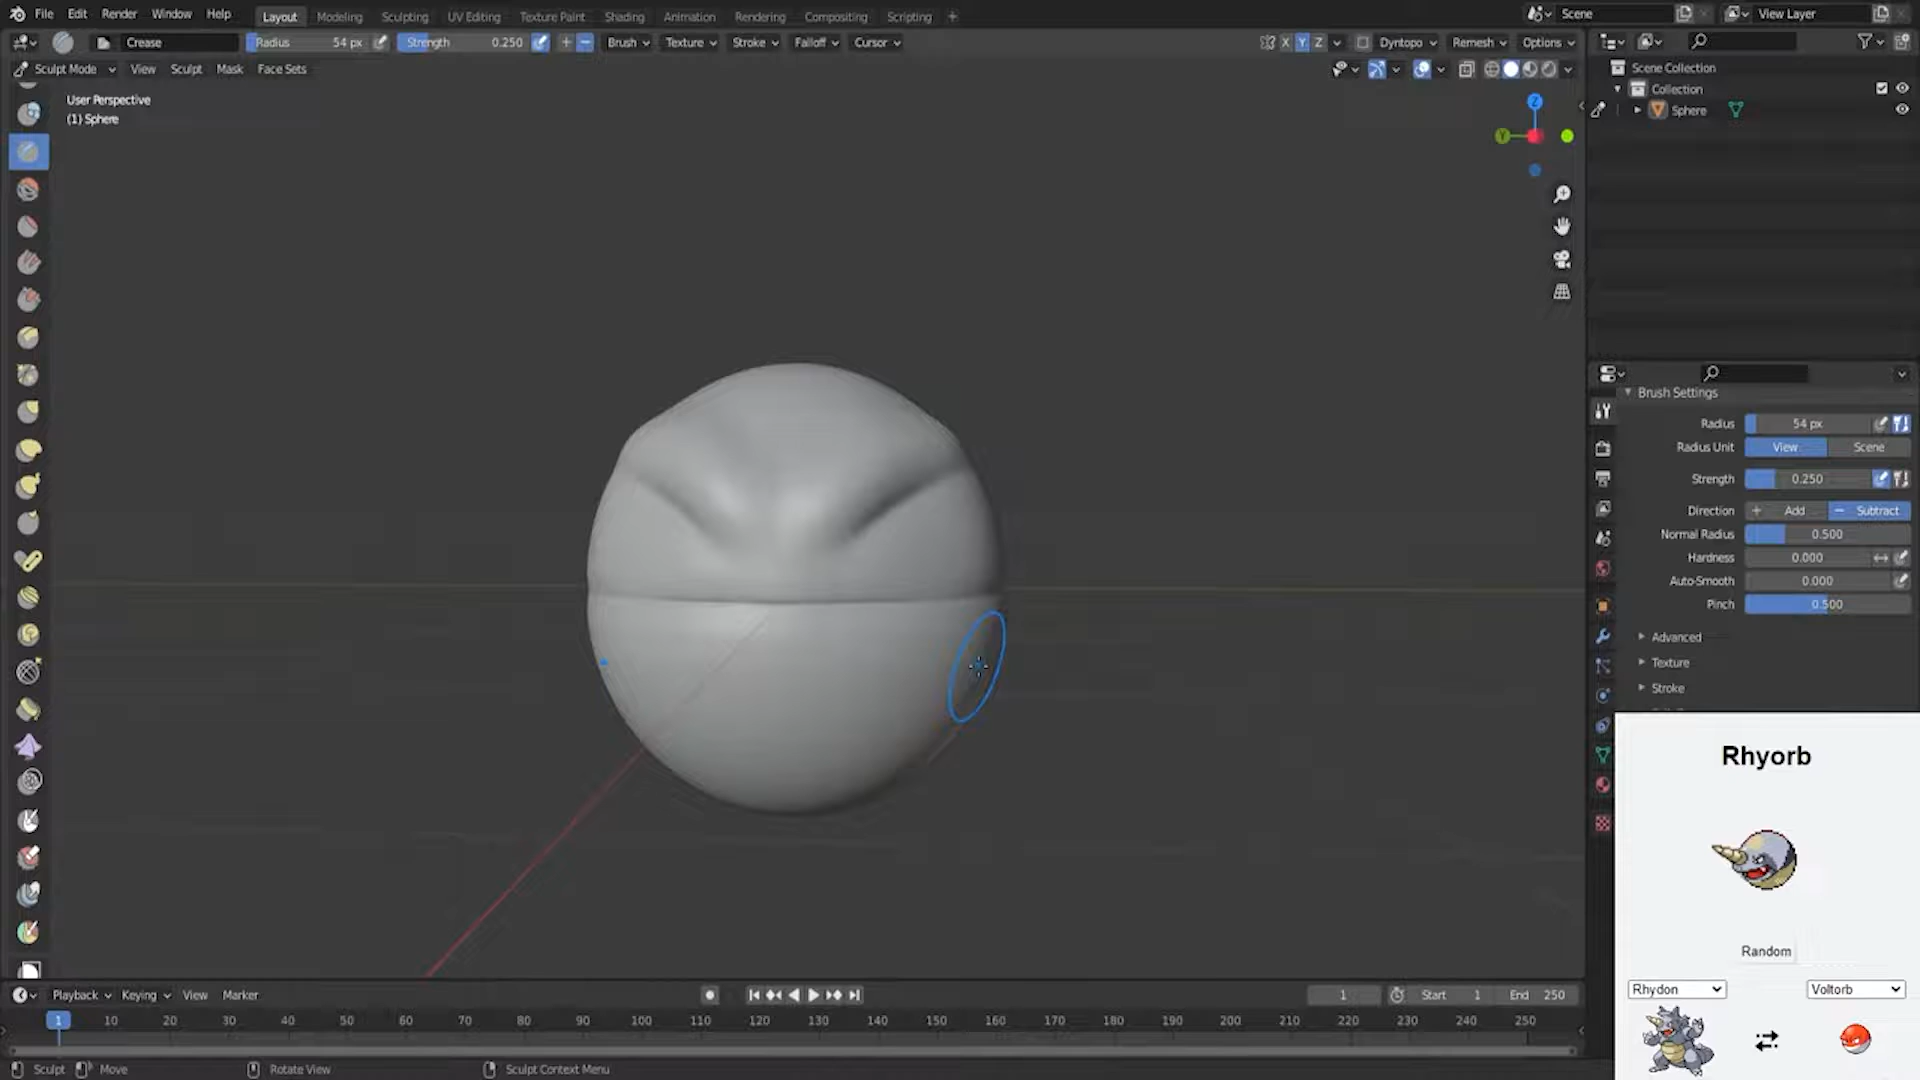 File Edit Render Window Help Layout Modeling Sculpting UV Editing Texture Paint Shading Animation Rendering Compositing Scripting + Scene View Layer
Crease Radius 54 px Strength 0.250 Brush Texture Stroke Falloff Cursor X Y Z Dyntopo Remesh Options
Sculpt Mode View Sculpt Mask Face Sets
User Perspective
(1) Sphere
Z
Y
Scene Collection
Collection
Sphere
Brush Settings
Radius 54 px
Radius Unit View Scene
Strength 0.250
Direction + Add − Subtract
Normal Radius 0.500
Hardness 0.000
Auto-Smooth 0.000
Pinch 0.500
Advanced
Texture
Stroke
Rhyorb
Random
Rhydon Voltorb
Playback Keying View Marker 1 Start 1 End 250
1 10 20 30 40 50 60 70 80 90 100 110 120 130 140 150 160 170 180 190 200 210 220 230 240 250
Sculpt Move Rotate View Sculpt Context Menu